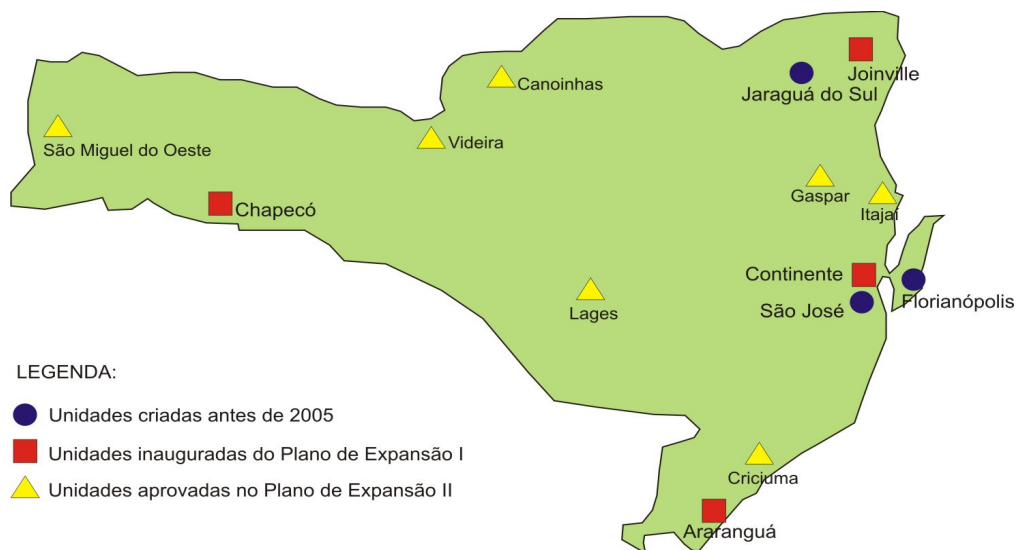 Joinville
Jaraguá do Sul
Canoinhas
Videira
São Miguel do Oeste
Gaspar
Itajaí
Chapecó
Continente
Florianópolis
São José
Lages
LEGENDA:
Unidades criadas antes de 2005
Unidades inauguradas do Plano de Expansão I
Unidades aprovadas no Plano de Expansão II
Criciuma
Araranguá